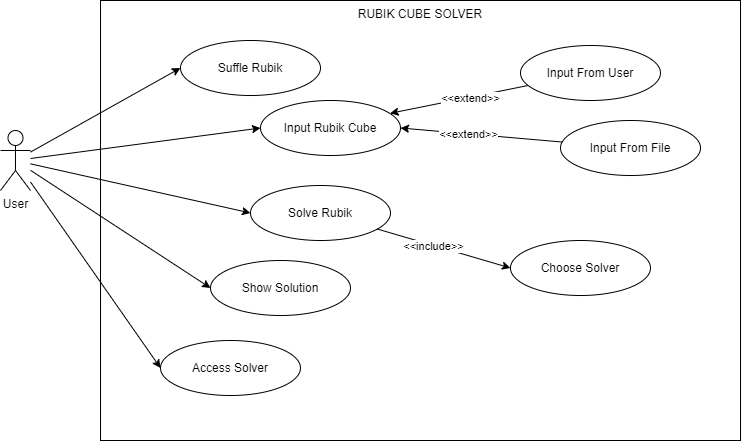 RUBIK CUBE SOLVER
Suffle Rubik
Input From User
<<extend>>
Input Rubik Cube
<<extend>>
Input From File
User
Solve Rubik
<<include>>
Choose Solver
Show Solution
Access Solver